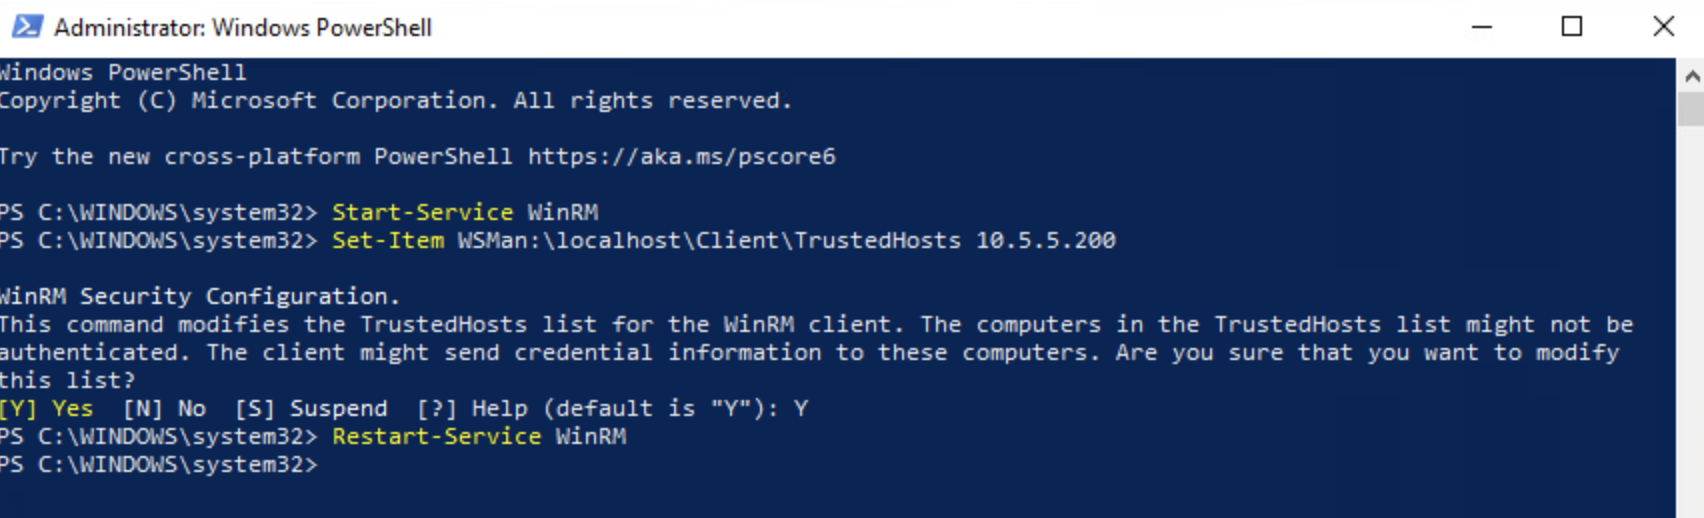 Administrator: Windows PowerShell
Windows PowerShell
Copyright (C) Microsoft Corporation. All rights reserved.
Try the new cross-platform PowerShell https://aka.ms/pscore6
PS C:\WINDOWS\system32> Start-Service WinRM
PS C:\WINDOWS\system32> Set-Item WSMan:\localhost\Client\TrustedHosts 10.5.5.200
WinRM Security Configuration.
This command modifies the TrustedHosts list for the WinRM client. The computers in the TrustedHosts list might not be
authenticated. The client might send credential information to these computers. Are you sure that you want to modify
this list?
[Y] Yes  [N] No  [S] Suspend  [?] Help (default is "Y"): Y
PS C:\WINDOWS\system32> Restart-Service WinRM
PS C:\WINDOWS\system32>